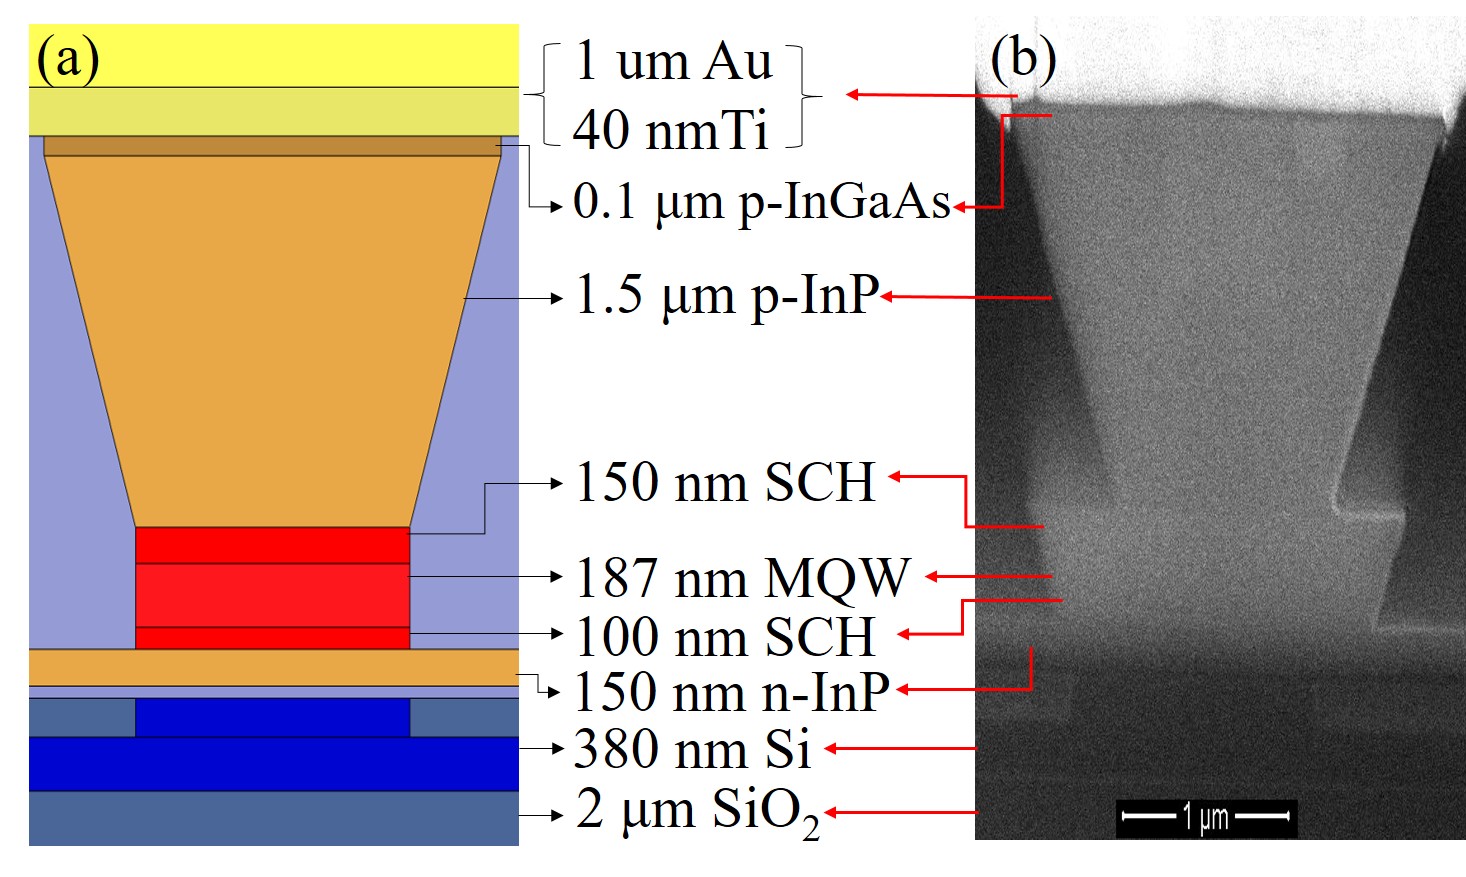 (a)
1 um Au
40 nmTi
0.1 μm p-InGaAs
1.5 μm p-InP
150 nm SCH
187 nm MQW
100 nm SCH
150 nm n-InP
380 nm Si
2 μm SiO₂
(b)
1 μm